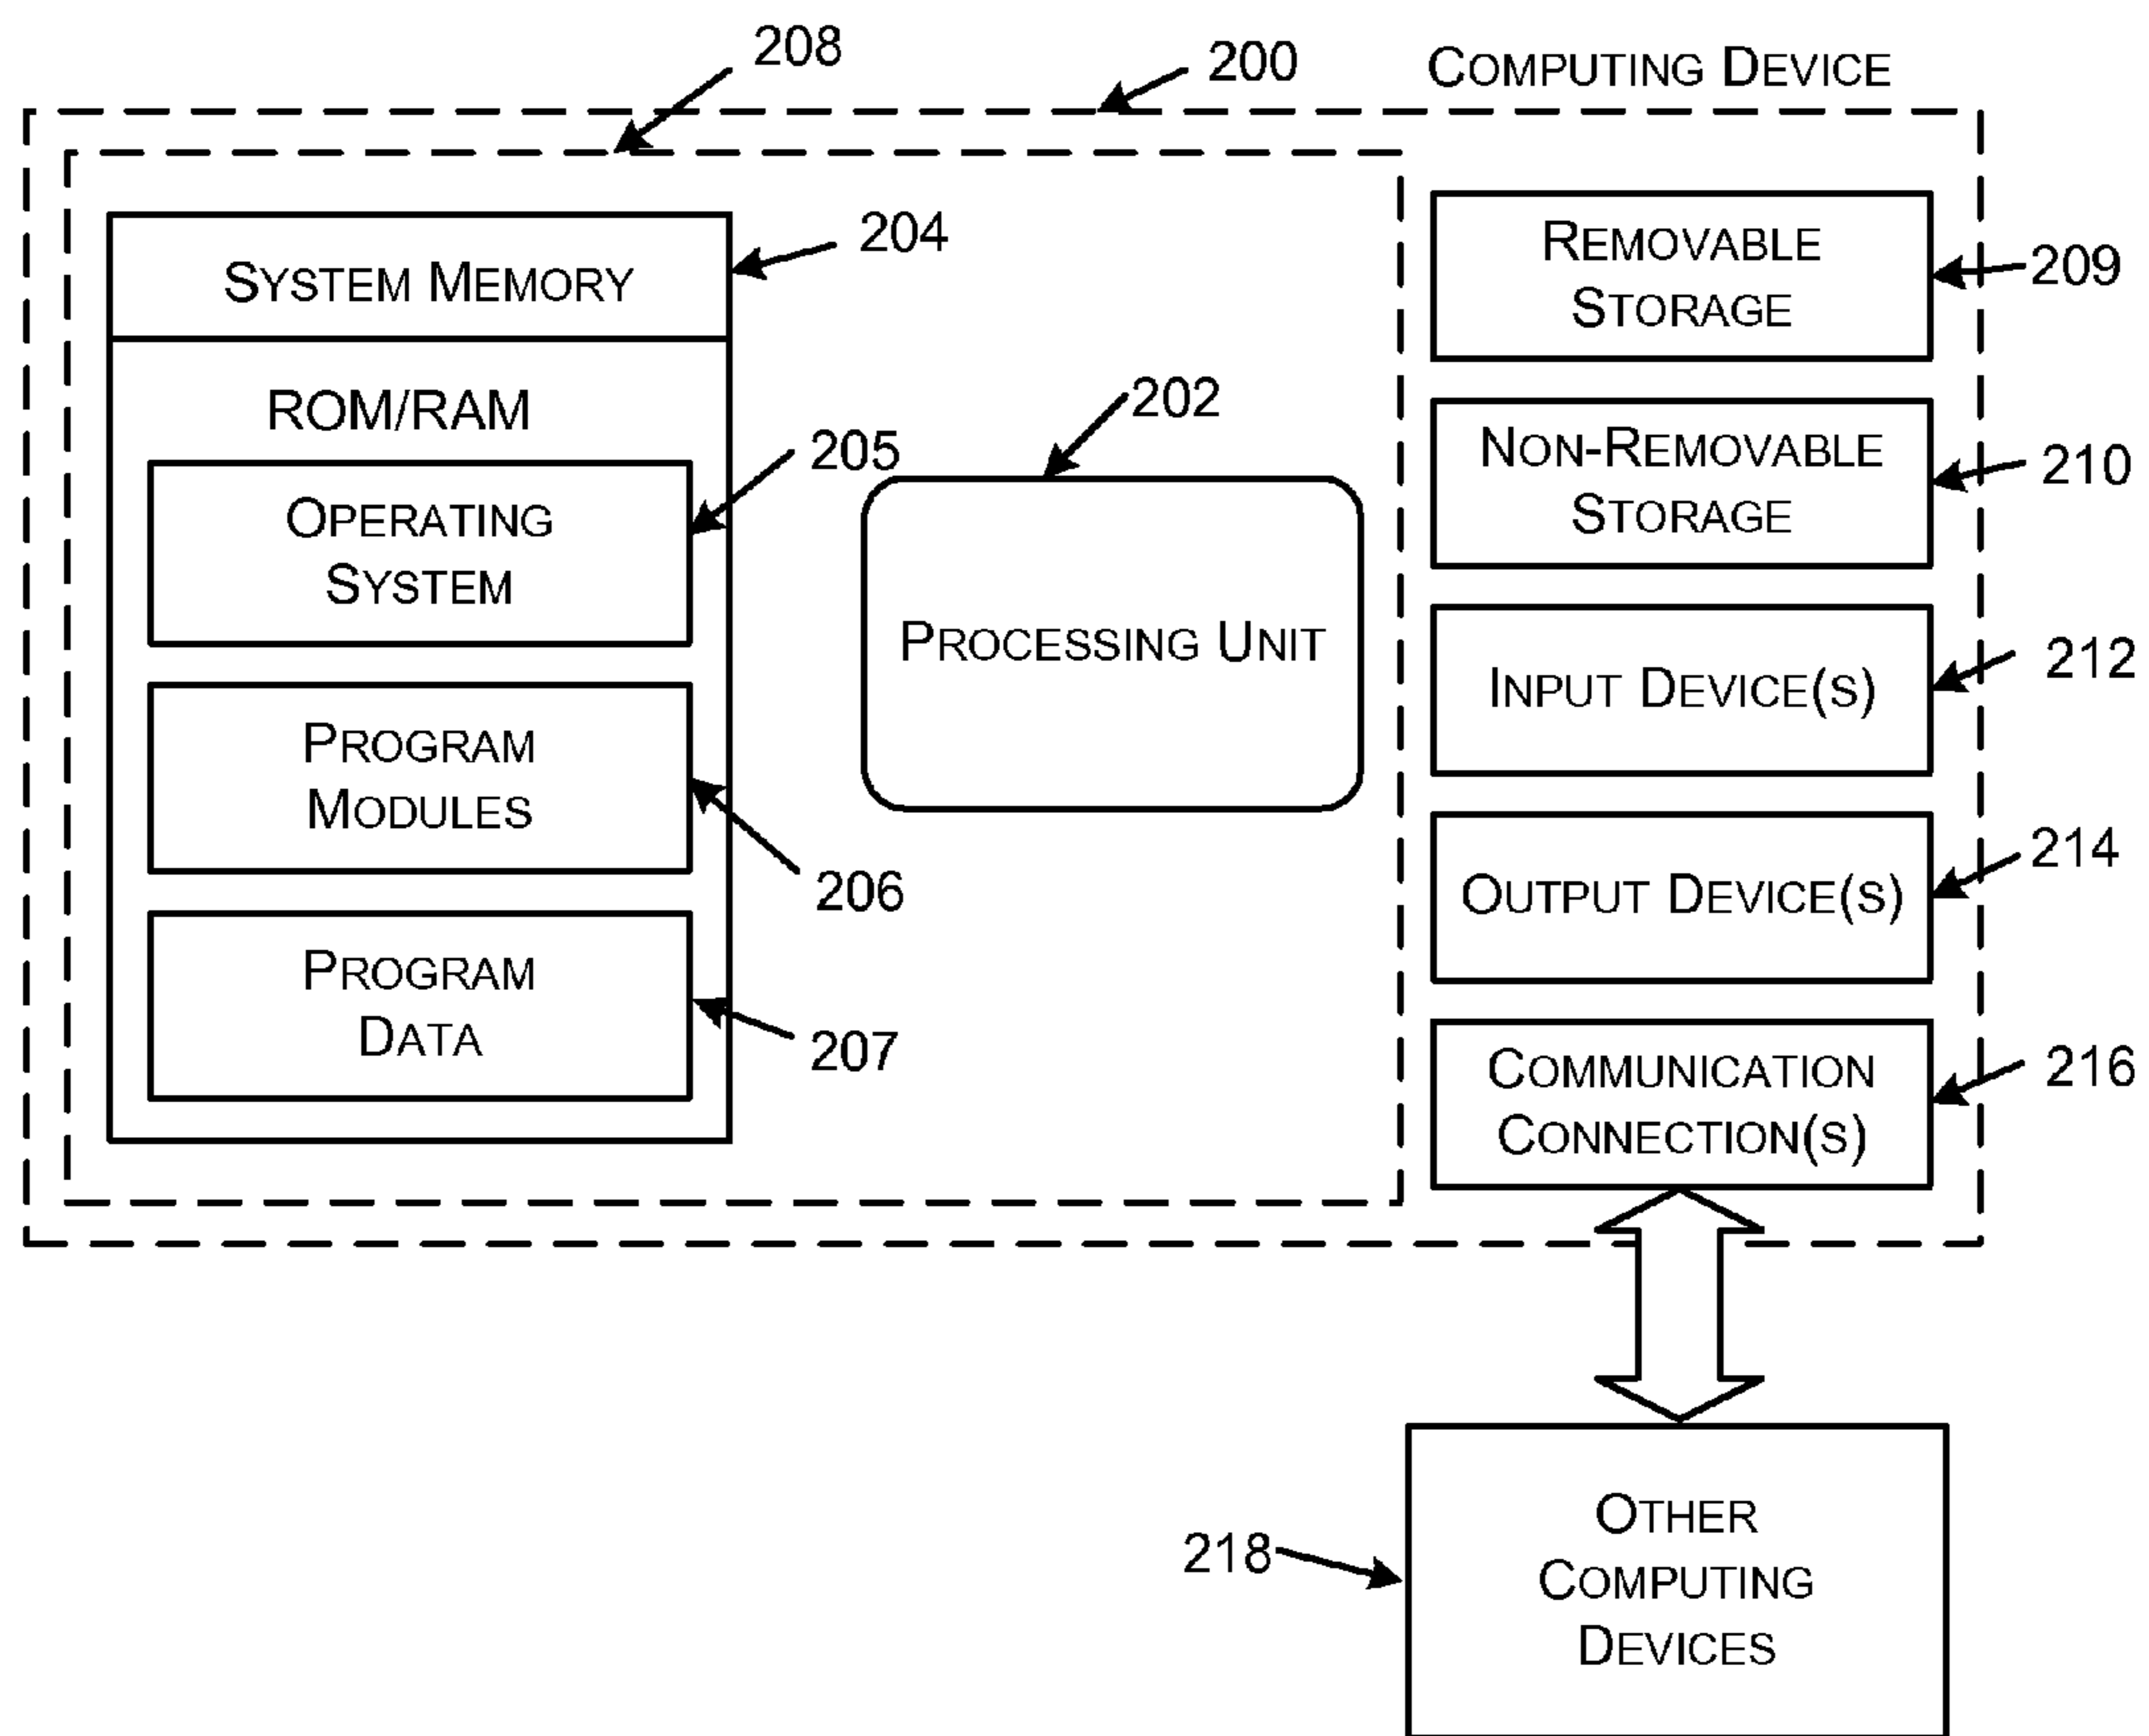 208
200
COMPUTING DEVICE
204
SYSTEM MEMORY
ROM/RAM
205
OPERATING
SYSTEM
PROGRAM
MODULES
206
PROGRAM
DATA
207
202
PROCESSING UNIT
REMOVABLE
STORAGE
209
NON-REMOVABLE
STORAGE
210
INPUT DEVICE(S)
212
OUTPUT DEVICE(S)
214
COMMUNICATION
CONNECTION(S)
216
218
OTHER
COMPUTING
DEVICES